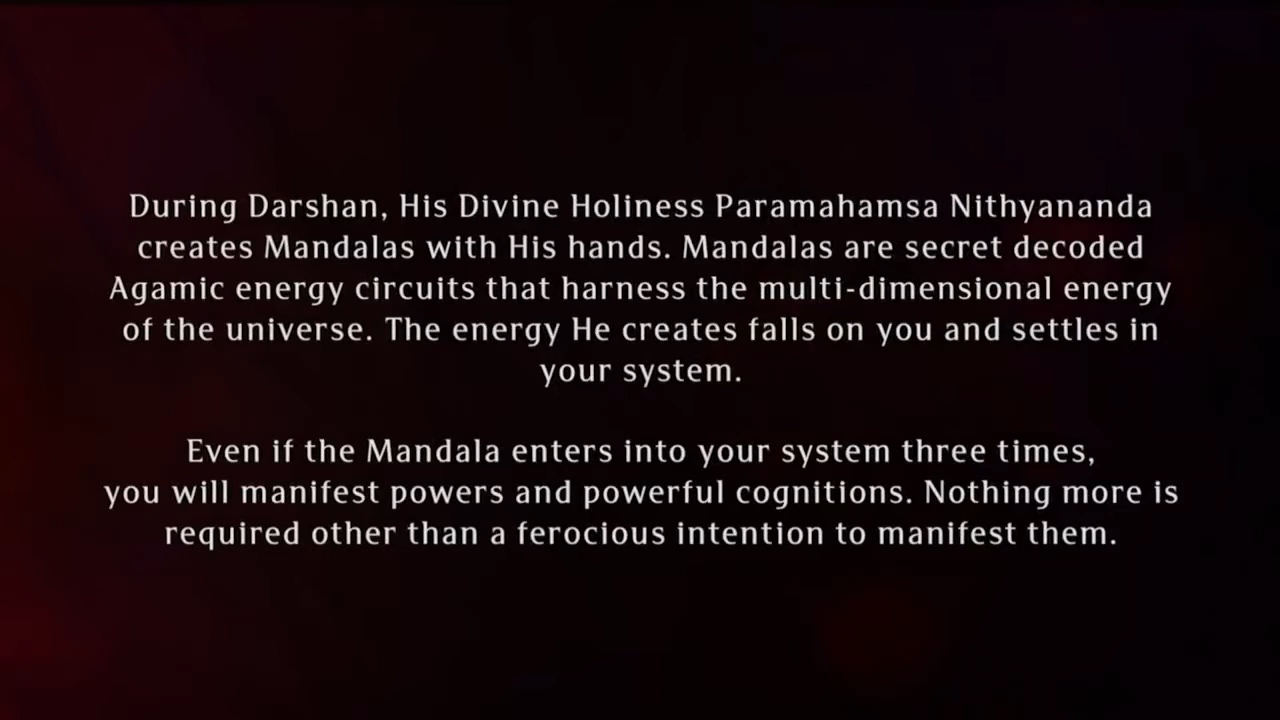 During Darshan, His Divine Holiness Paramahamsa Nithyananda
creates Mandalas with His hands. Mandalas are secret decoded
Agamic energy circuits that harness the multi-dimensional energy
of the universe. The energy He creates falls on you and settles in
your system.
Even if the Mandala enters into your system three times,
you will manifest powers and powerful cognitions. Nothing more is
required other than a ferocious intention to manifest them.